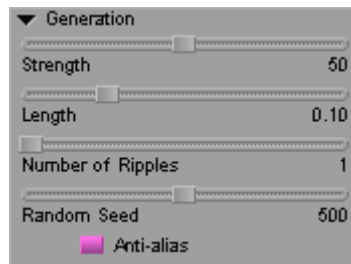 Generation
Strength 50
Length 0.10
Number of Ripples 1
Random Seed 500
Anti-alias